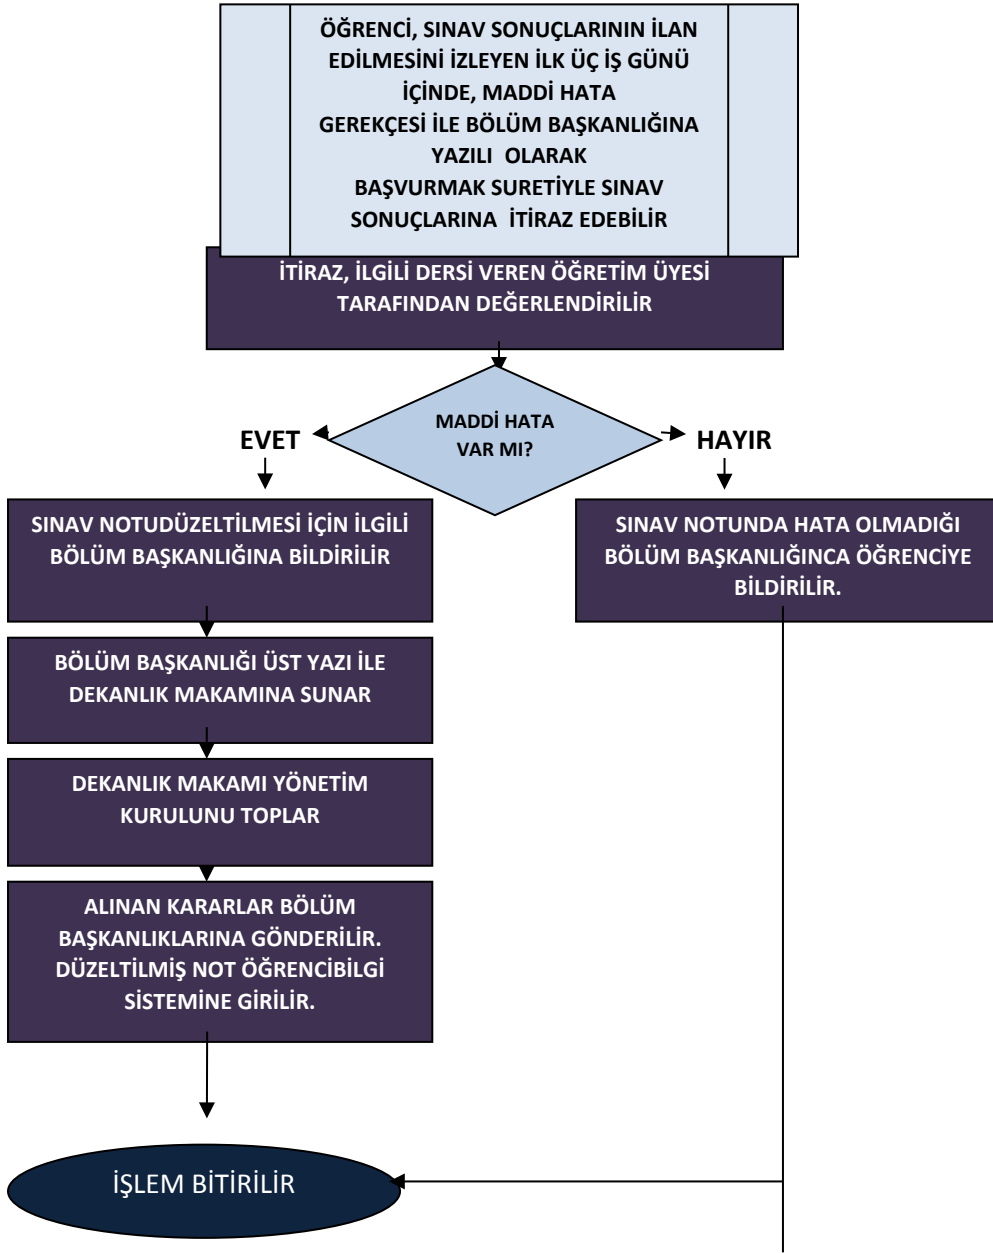 ÖĞRENCİ, SINAV SONUÇLARININ İLAN
EDİLMESİNİ İZLEYEN İLK ÜÇ İŞ GÜNÜ
İÇİNDE, MADDİ HATA
GEREKÇESİ İLE BÖLÜM BAŞKANLIĞINA
YAZILI OLARAK
BAŞVURMAK SURETİYLE SINAV
SONUÇLARINA İTİRAZ EDEBİLİR
İTİRAZ, İLGİLİ DERSİ VEREN ÖĞRETİM ÜYESİ
TARAFINDAN DEĞERLENDİRİLİR
MADDİ HATA
VAR MI?
EVET
HAYIR
SINAV NOTUDÜZELTİLMESİ İÇİN İLGİLİ
BÖLÜM BAŞKANLIĞINA BİLDİRİLİR
SINAV NOTUNDA HATA OLMADIĞI
BÖLÜM BAŞKANLIĞINCA ÖĞRENCİYE
BİLDİRİLİR.
BÖLÜM BAŞKANLIĞI ÜST YAZI İLE
DEKANLIK MAKAMINA SUNAR
DEKANLIK MAKAMI YÖNETİM
KURULUNU TOPLAR
ALINAN KARARLAR BÖLÜM
BAŞKANLIKLARINA GÖNDERİLİR.
DÜZELTİLMİŞ NOT ÖĞRENCİBİLGİ
SİSTEMİNE GİRİLİR.
İŞLEM BİTİRİLİR